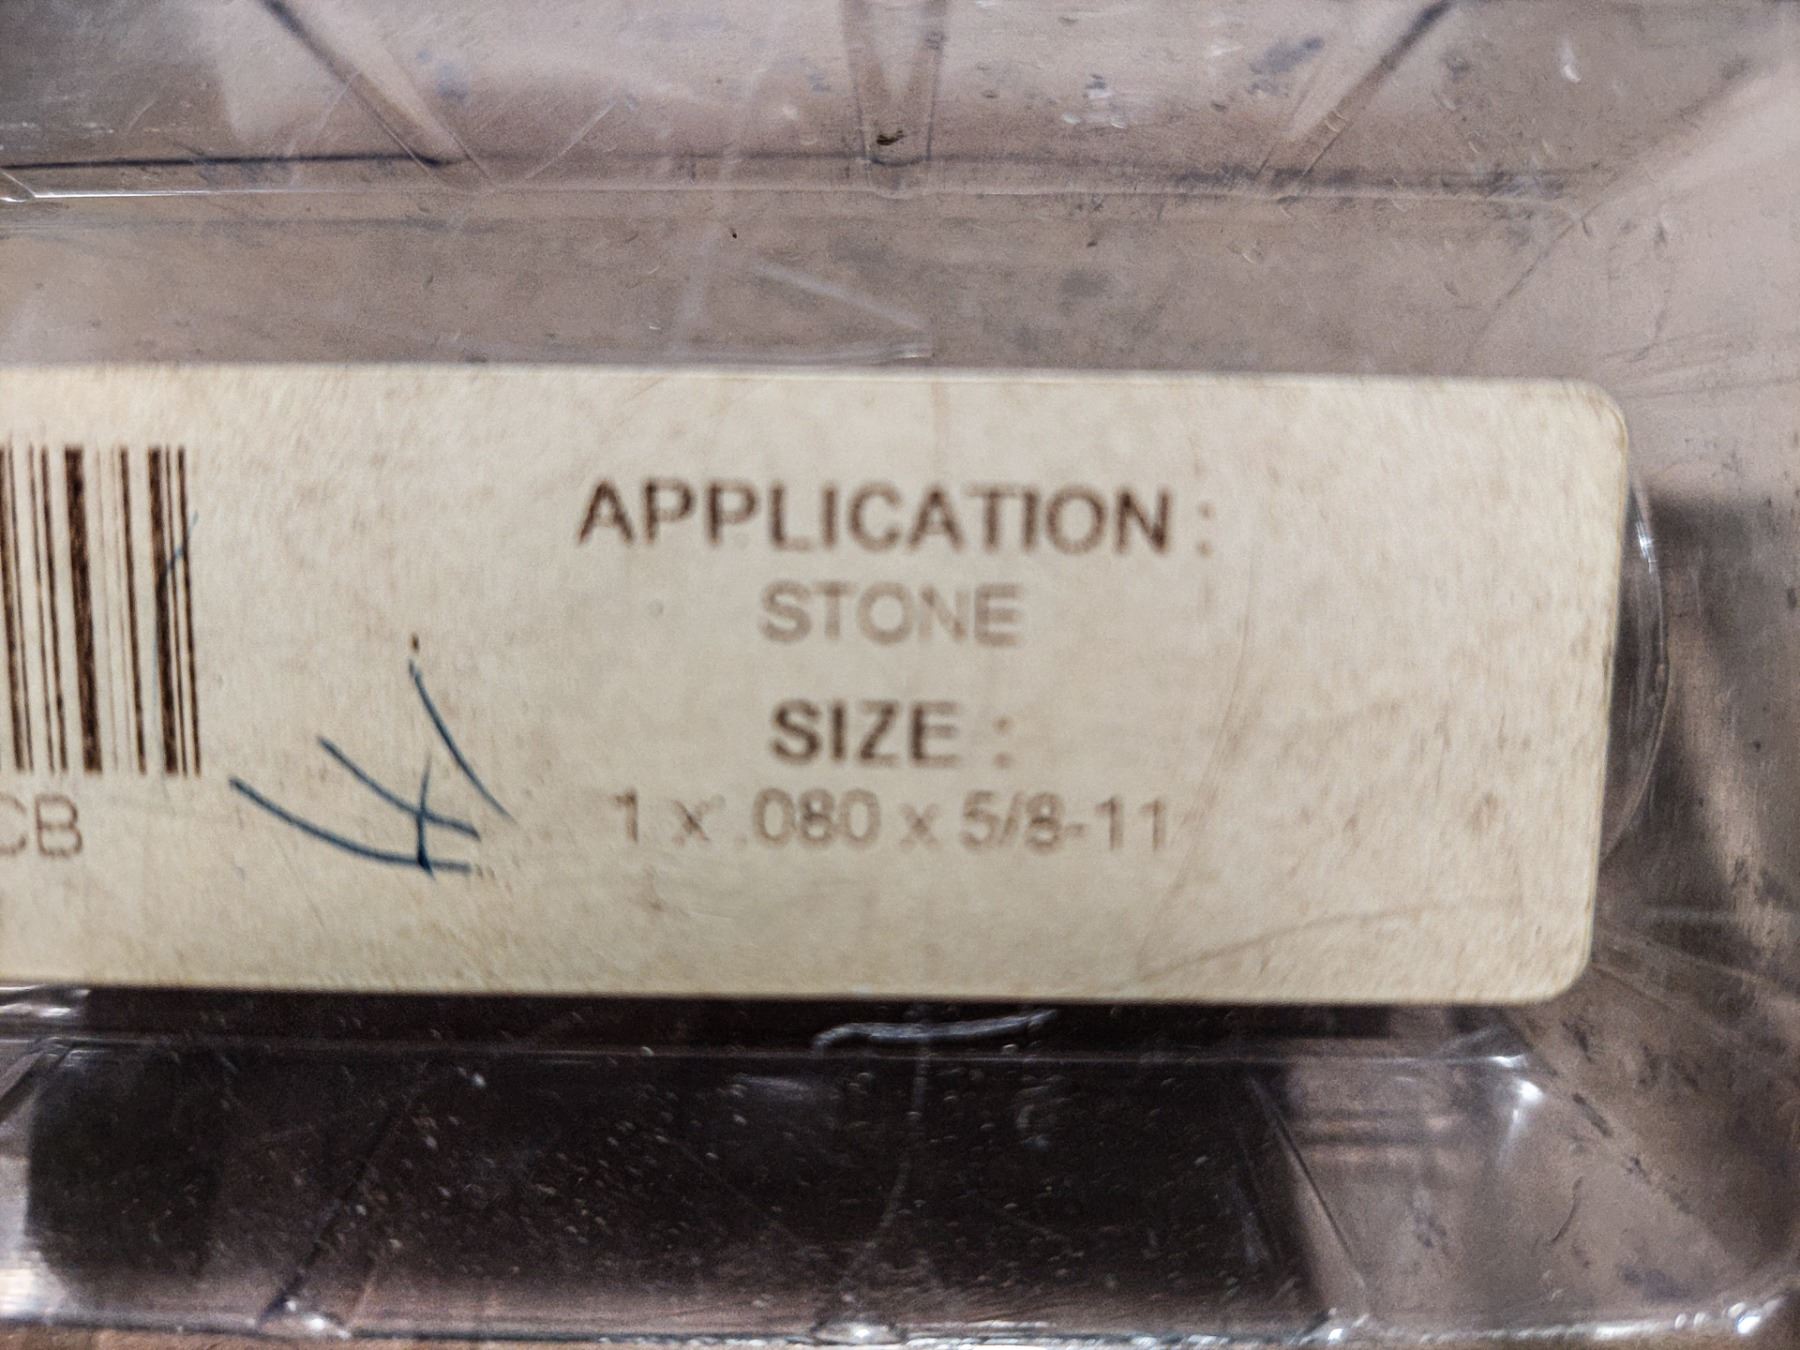 APPLICATION :
STONE
SIZE :
1 x .080 x 5/8-11
CB